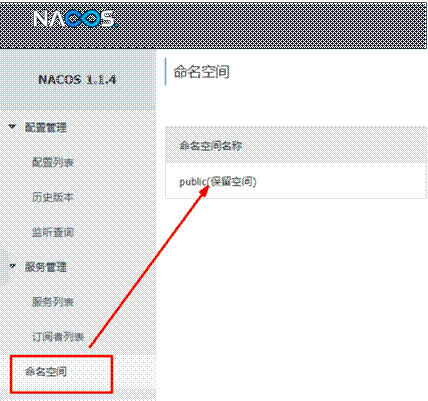 NACOS.
NACOS 1.1.4
命名空间
配置管理
命名空间名称
配置列表
public(保留空间)
历史版本
监听查询
服务管理
服务列表
订阅者列表
命名空间